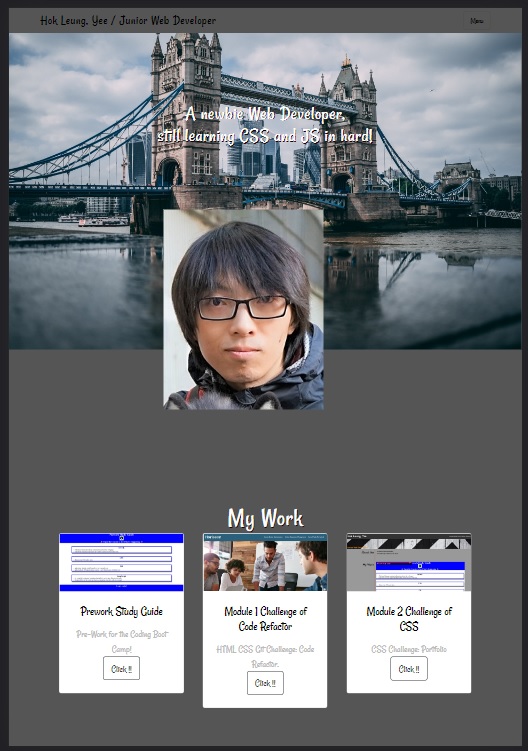 Hok Leung, Yee / Junior Web Developer
Menu
A newbie Web Developer,
still learning CSS and JS in hard!
My Work
Prework Study Guide
Pre-Work for the Coding Boot
Camp!
Click !!
Module 1 Challenge of
Code Refactor
HTML CSS Git Challenge: Code
Refactor.
Click !!
Module 2 Challenge of
CSS
CSS Challenge: Portfolio
Click !!